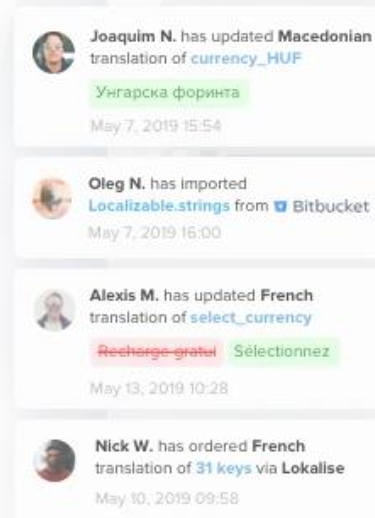 Joaquim N. has updated Macedonian
translation of currency_HUF
Унгарска форинта
May 7, 2019 15:54
Oleg N. has imported
Localizable.strings from Bitbucket
May 7, 2019 16:00
Alexis M. has updated French
translation of select_currency
Recharge gratui Sélectionnez
May 13, 2019 10:28
Nick W. has ordered French
translation of 31 keys via Lokalise
May 10, 2019 09:58